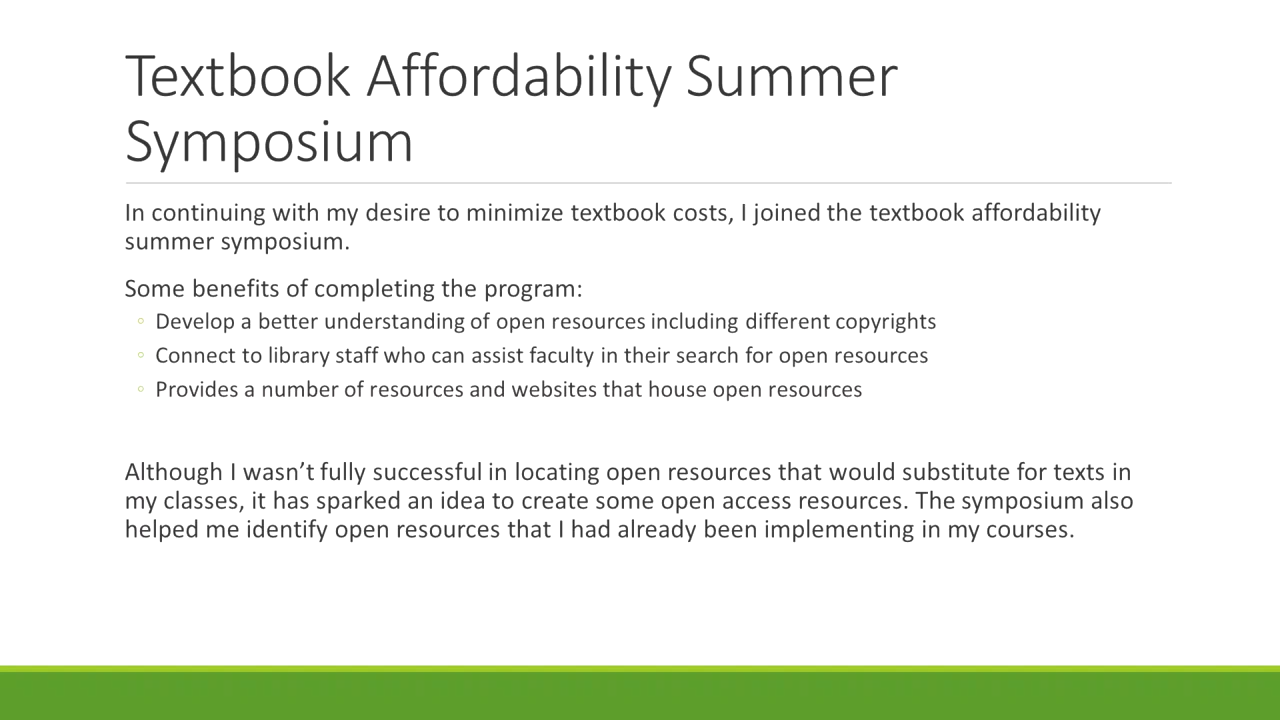 Textbook Affordability Summer
Symposium
In continuing with my desire to minimize textbook costs, I joined the textbook affordability
summer symposium.
Some benefits of completing the program:
◦ Develop a better understanding of open resources including different copyrights
◦ Connect to library staff who can assist faculty in their search for open resources
◦ Provides a number of resources and websites that house open resources
Although I wasn’t fully successful in locating open resources that would substitute for texts in
my classes, it has sparked an idea to create some open access resources. The symposium also
helped me identify open resources that I had already been implementing in my courses.